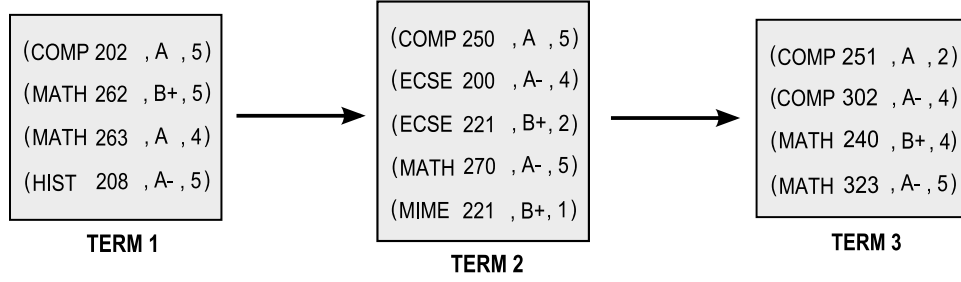 (COMP 202 , A , 5)
(MATH 262 , B+, 5)
(MATH 263 , A , 4)
(HIST 208 , A- , 5)
TERM 1
(COMP 250 , A , 5)
(ECSE 200 , A- , 4)
(ECSE 221 , B+, 2)
(MATH 270 , A- , 5)
(MIME 221 , B+, 1)
TERM 2
(COMP 251 , A , 2)
(COMP 302 , A- , 4)
(MATH 240 , B+, 4)
(MATH 323 , A- , 5)
TERM 3